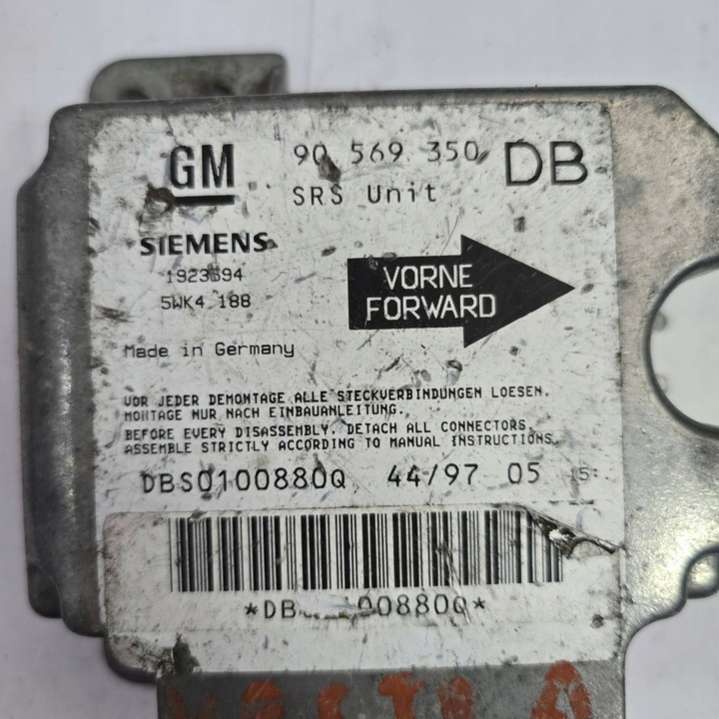 GM 90 569 350 DB
SRS Unit
SIEMENS
5WK4 188
VORNE
FORWARD
Made in Germany
VOR JEDER DEMONTAGE ALLE STECKVERBINDUNGEN LOESEN.
MONTAGE NUR NACH EINBAUANLEITUNG.
BEFORE EVERY DISASSEMBLY. DETACH ALL CONNECTORS.
ASSEMBLE STRICTLY ACCORDING TO MANUAL INSTRUCTIONS.
DBS0100880Q 44/97 05